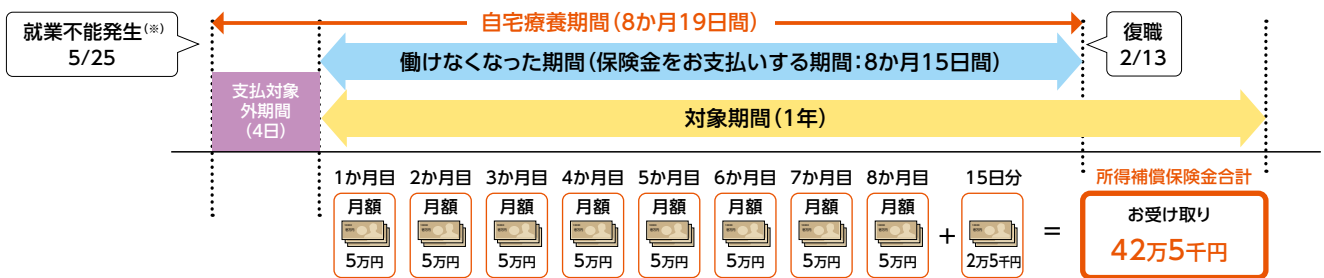 自宅療養期間（8か月19日間）
就業不能発生(※)
5/25
復職
2/13
働けなくなった期間（保険金をお支払いする期間：8か月15日間）
支払対象
外期間
（4日）
対象期間（1年）
1か月目 2か月目 3か月目 4か月目 5か月目 6か月目 7か月目 8か月目 15日分 所得補償保険金合計
月額 月額 月額 月額 月額 月額 月額 月額 + = お受け取り
5万円 5万円 5万円 5万円 5万円 5万円 5万円 5万円 2万5千円 42万5千円